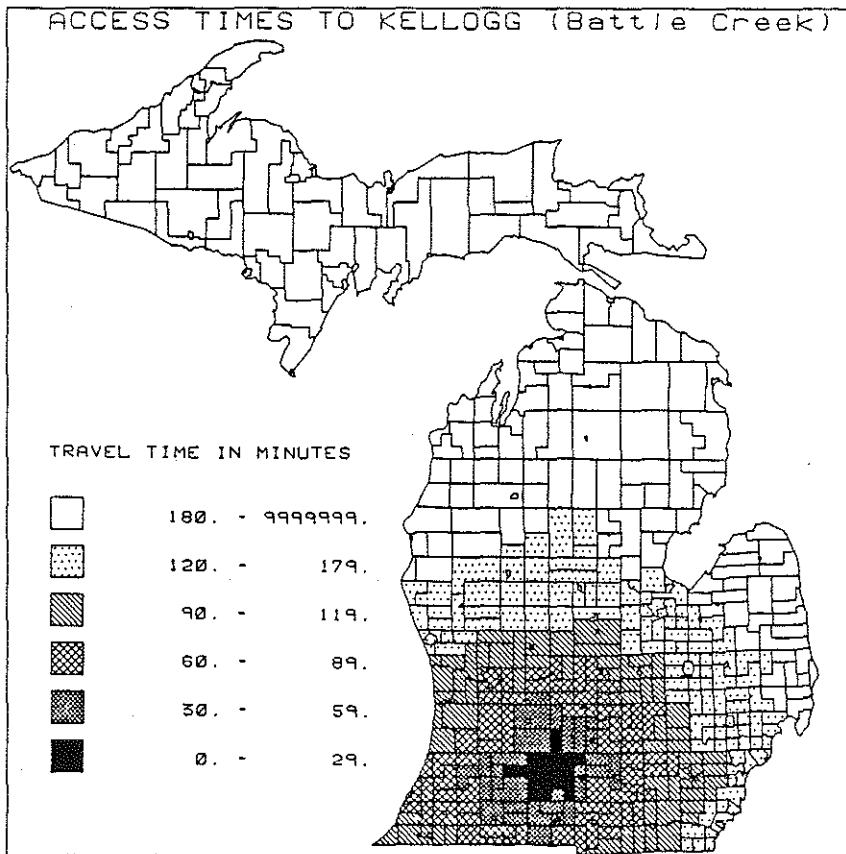 ACCESS TIMES TO KELLOGG (Battle Creek)
TRAVEL TIME IN MINUTES
180. - 9999999.
120. - 179.
90. - 119.
60. - 89.
30. - 59.
0. - 29.